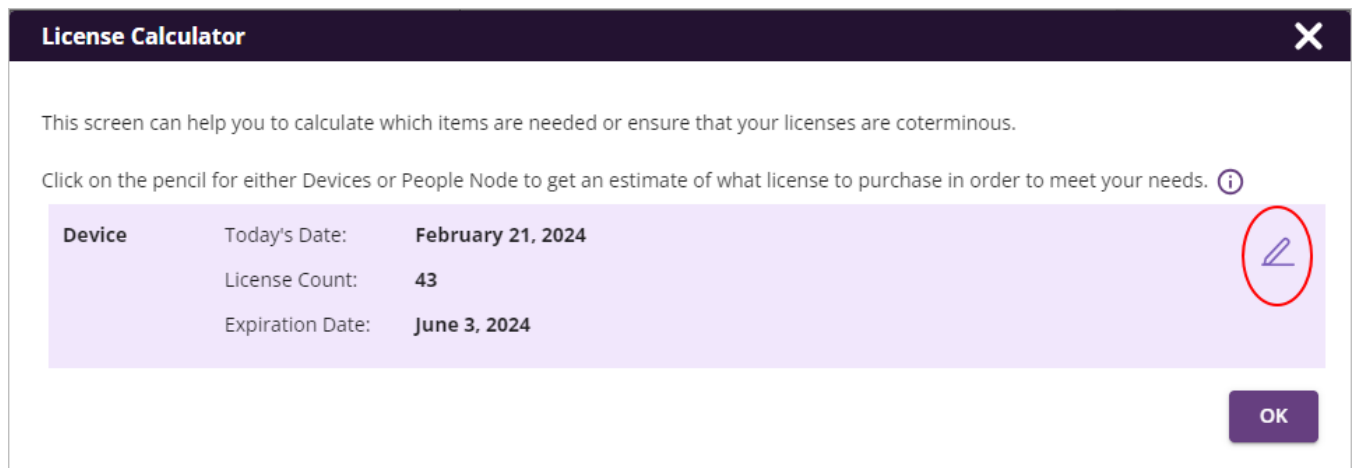 License Calculator
This screen can help you to calculate which items are needed or ensure that your licenses are coterminous.
Click on the pencil for either Devices or People Node to get an estimate of what license to purchase in order to meet your needs.
Device Today's Date: February 21, 2024
License Count: 43
Expiration Date: June 3, 2024
OK